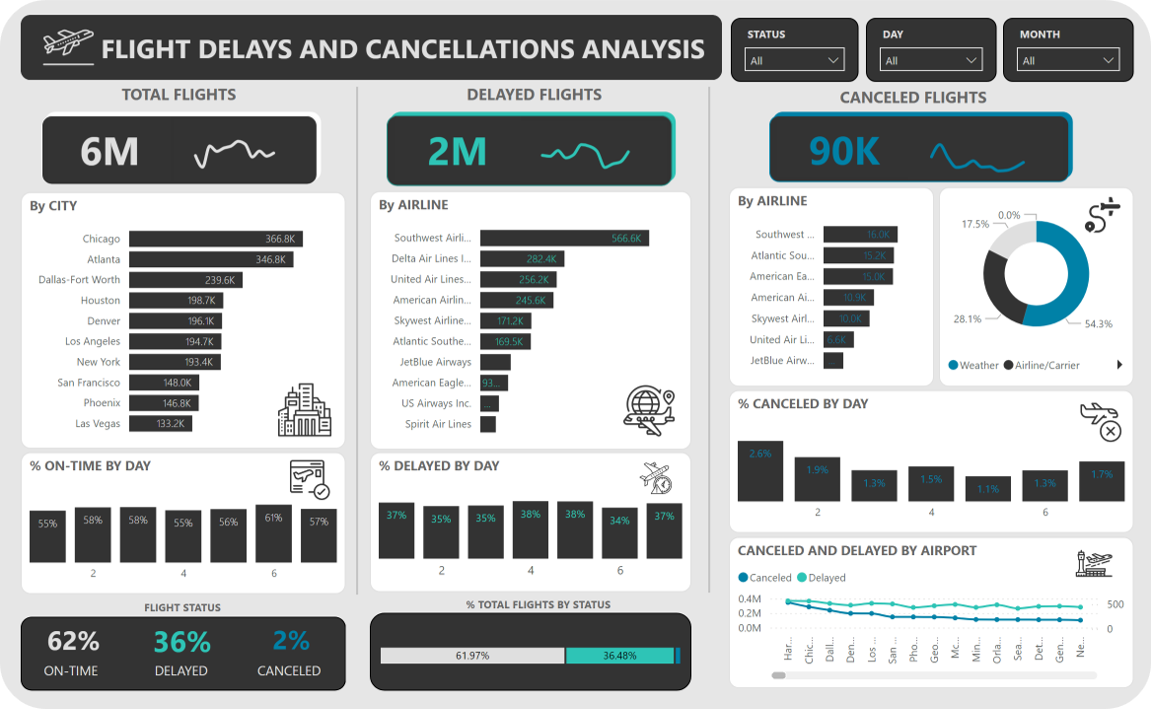 FLIGHT DELAYS AND CANCELLATIONS ANALYSIS
STATUS
All
DAY
All
MONTH
All
TOTAL FLIGHTS
6M
By CITY
Chicago 366.8K
Atlanta 346.8K
Dallas-Fort Worth 239.6K
Houston 198.7K
Denver 196.1K
Los Angeles 194.7K
New York 193.4K
San Francisco 148.0K
Phoenix 146.8K
Las Vegas 133.2K
% ON-TIME BY DAY
55% 58% 58% 55% 56% 61% 57%
2 4 6
FLIGHT STATUS
62% 36% 2%
ON-TIME DELAYED CANCELED
DELAYED FLIGHTS
2M
By AIRLINE
Southwest Airli... 566.6K
Delta Air Lines I... 282.4K
United Air Lines... 256.2K
American Airlin... 245.6K
Skywest Airline... 171.2K
Atlantic Southe... 169.5K
JetBlue Airways
American Eagle... 93...
US Airways Inc. ...
Spirit Air Lines
% DELAYED BY DAY
37% 35% 35% 38% 38% 34% 37%
2 4 6
% TOTAL FLIGHTS BY STATUS
61.97% 36.48%
CANCELED FLIGHTS
90K
By AIRLINE
Southwest ... 16.0K
Atlantic Sou... 15.2K
American Ea... 15.0K
American Ai... 10.9K
Skywest Airl... 10.0K
United Air Li... 6.6K
JetBlue Airw...
0.0%
17.5%
28.1%
54.3%
Weather Airline/Carrier
% CANCELED BY DAY
2.6% 1.9% 1.3% 1.5% 1.1% 1.3% 1.7%
2 4 6
CANCELED AND DELAYED BY AIRPORT
Canceled Delayed
0.4M
0.2M
0.0M
500
0
Har... Chic... Dall... Den... Los ... San ... Pho... Geo... Mc... Min... Orla... Sea... Det... Gen... Ne...